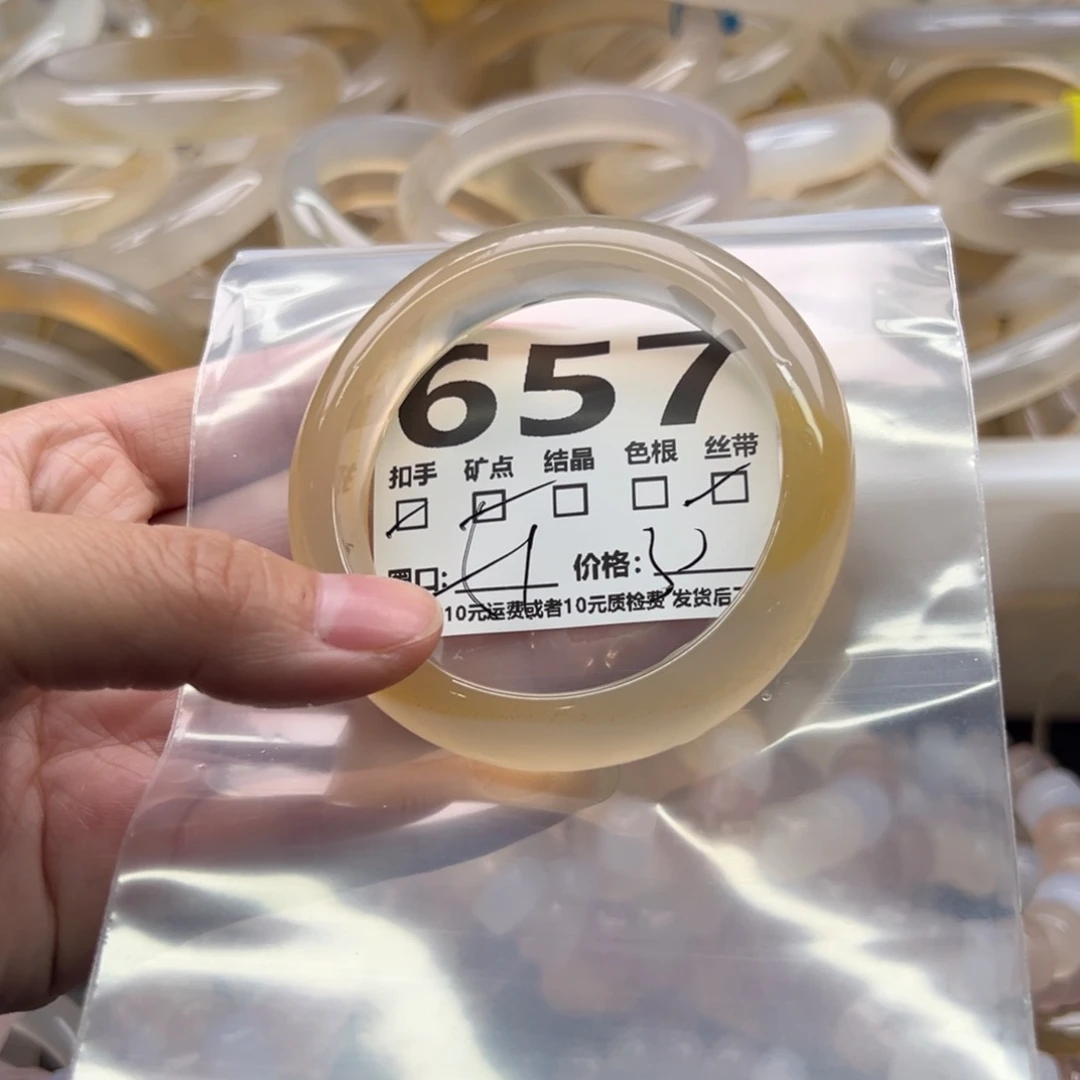 657
扣手 矿点 结晶 色根 丝带
口: 价格:
10元运费或者10元质检费 发货后